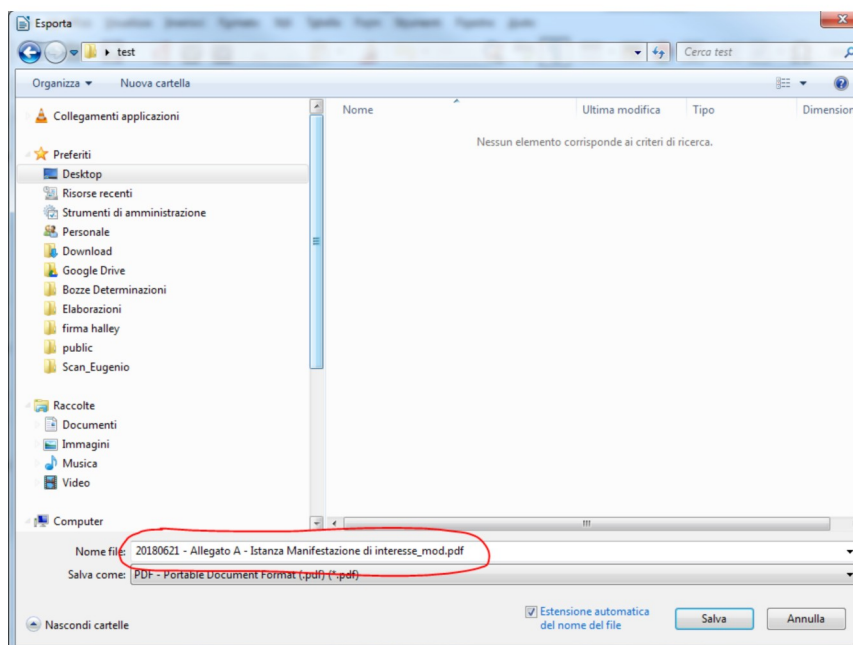 Esporta
test
Cerca test
Organizza
Nuova cartella
Collegamenti applicazioni
Preferiti
Desktop
Risorse recenti
Strumenti di amministrazione
Personale
Download
Google Drive
Bozze Determinazioni
Elaborazioni
firma halley
public
Scan_Eugenio
Raccolte
Documenti
Immagini
Musica
Video
Computer
Nome
Ultima modifica
Tipo
Dimension
Nessun elemento corrisponde ai criteri di ricerca.
Nome file: 20180621 - Allegato A - Istanza Manifestazione di interesse_mod.pdf
Salva come: PDF - Portable Document Format (.pdf) (*.pdf)
Estensione automatica
del nome del file
Salva
Annulla
Nascondi cartelle